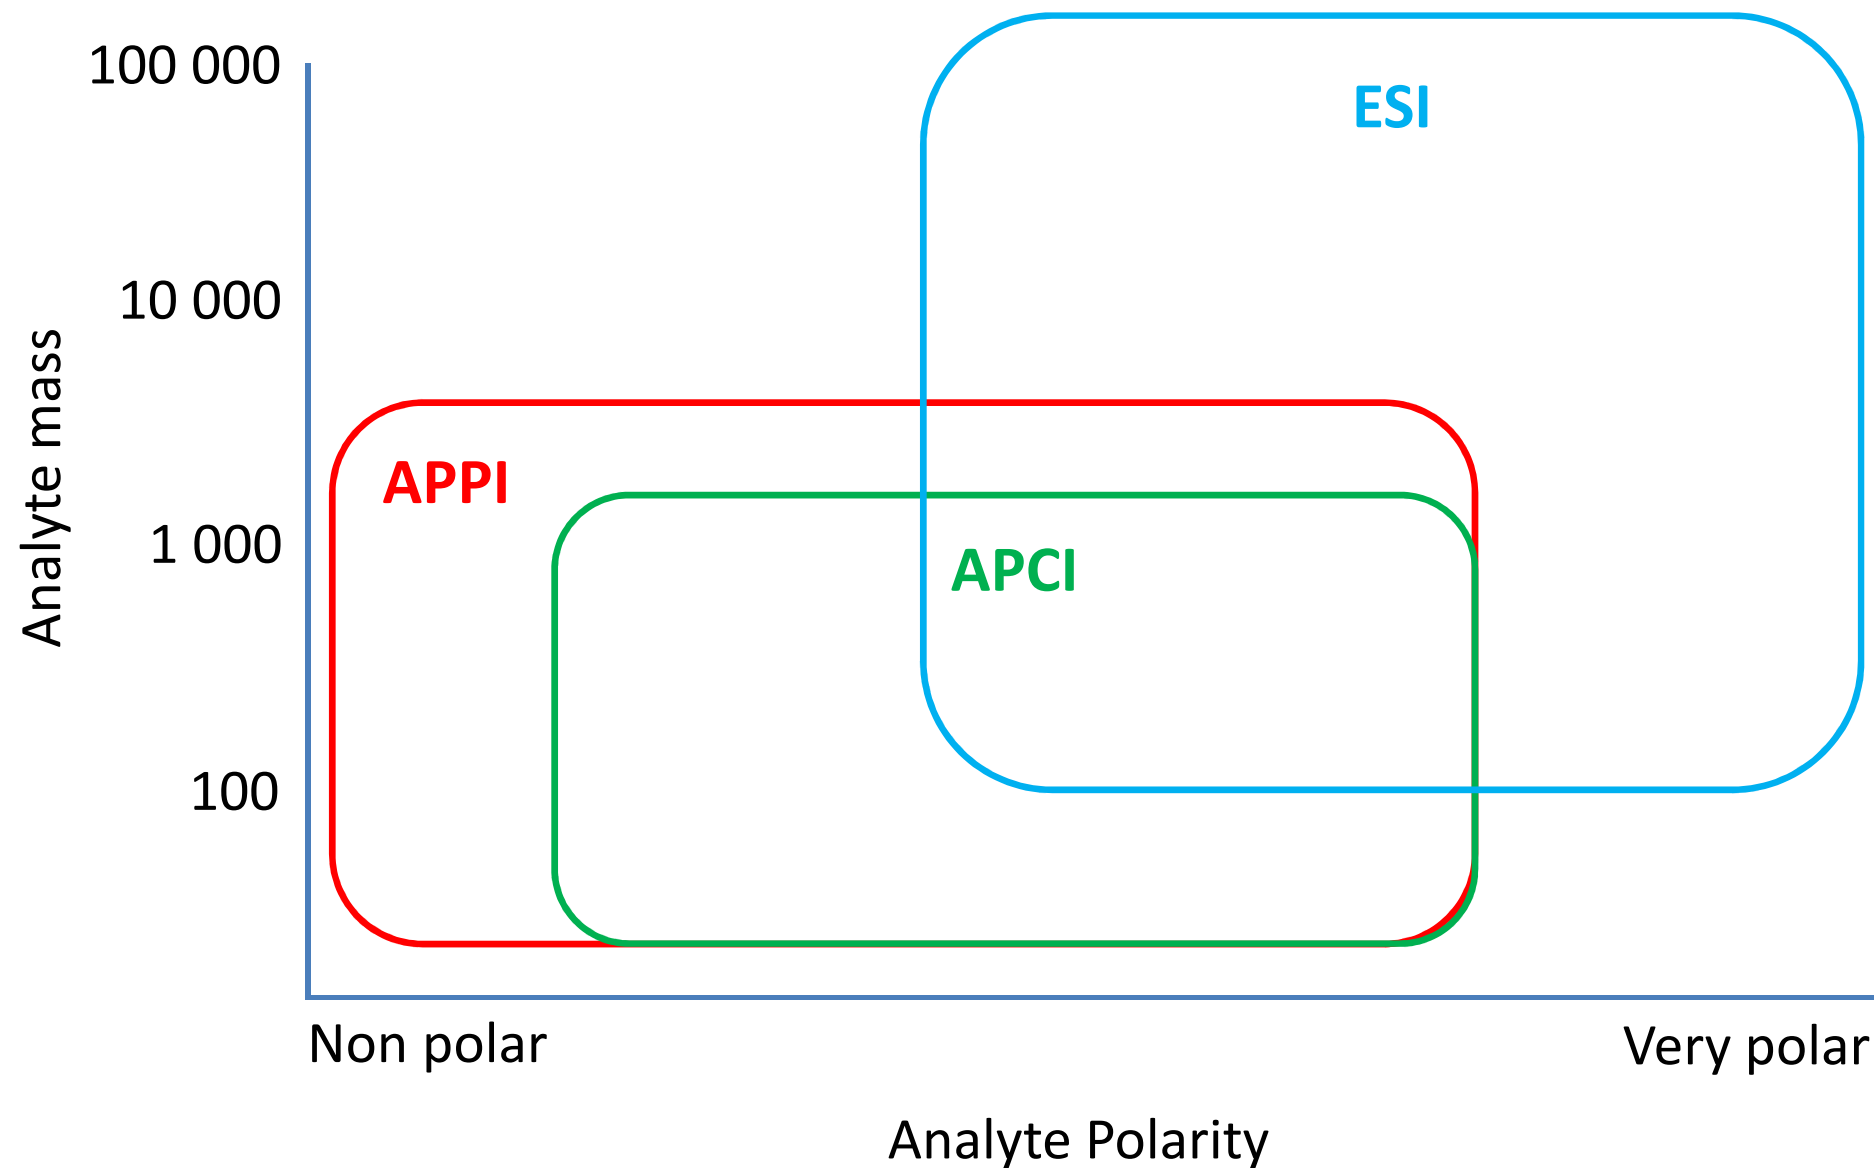 100 000
ESI
10 000
Analyte mass
APPI
1 000
APCI
100
Non polar
Very polar
Analyte Polarity